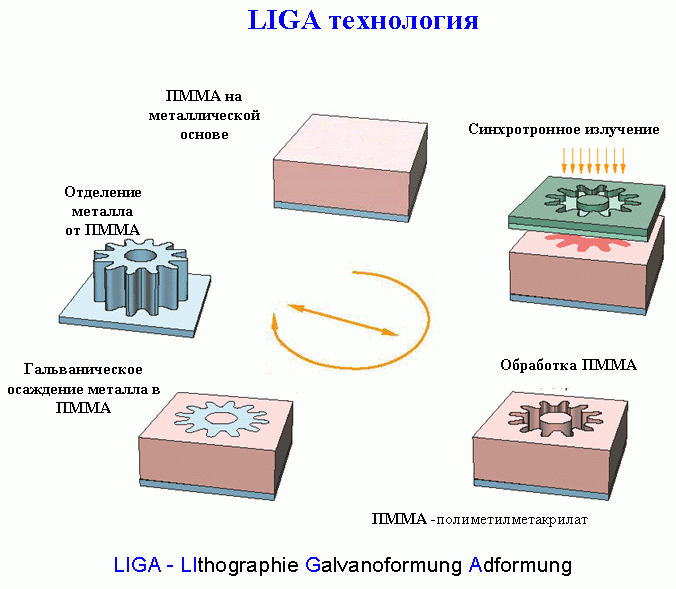 LIGA технология
ПММА на
металлической
основе
Синхротронное излучение
Отделение
металла
от ПММА
Гальваническое
осаждение металла в
ПММА
Обработка ПММА
ПММА -полиметилметакрилат
LIGA - LIthographie Galvanoformung Adformung